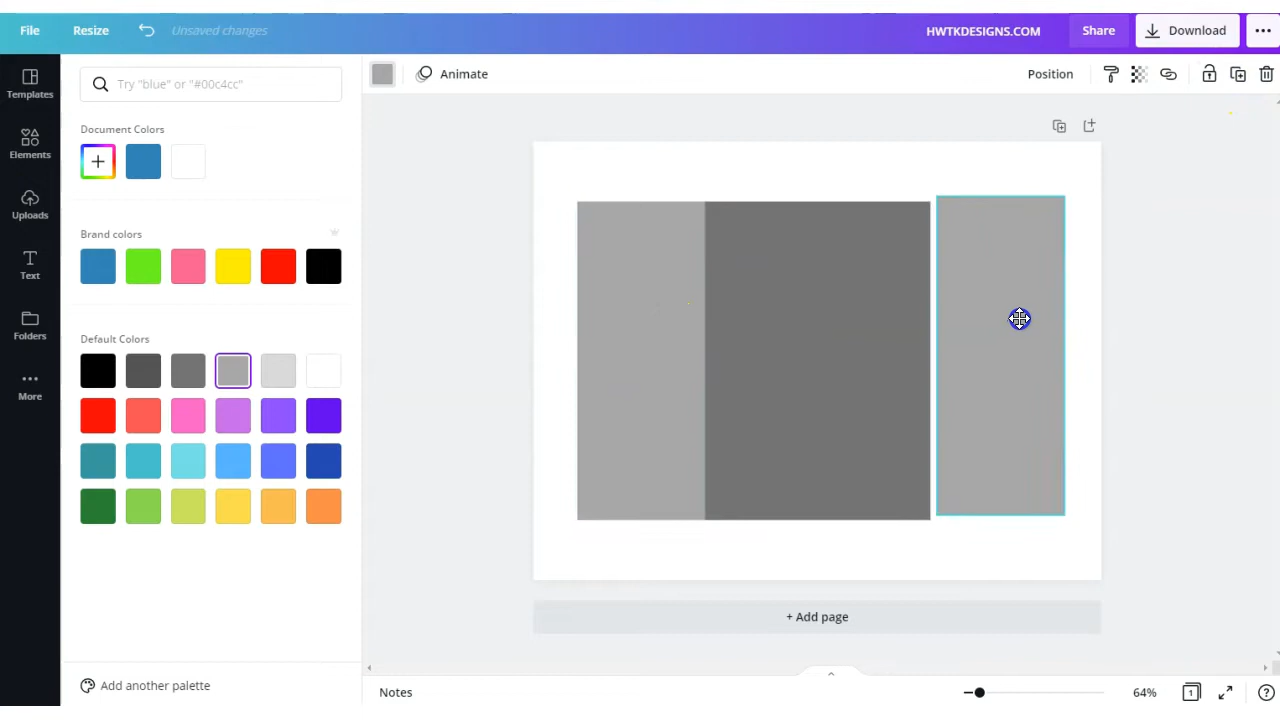 File Resize Unsaved changes HWTKDESIGNS.COM Share Download
Templates
Elements
Uploads
Text
Folders
More
Try "blue" or "#00c4cc"
Document Colors
Brand colors
Default Colors
Add another palette
Animate Position
+ Add page
Notes 64% 1 ?